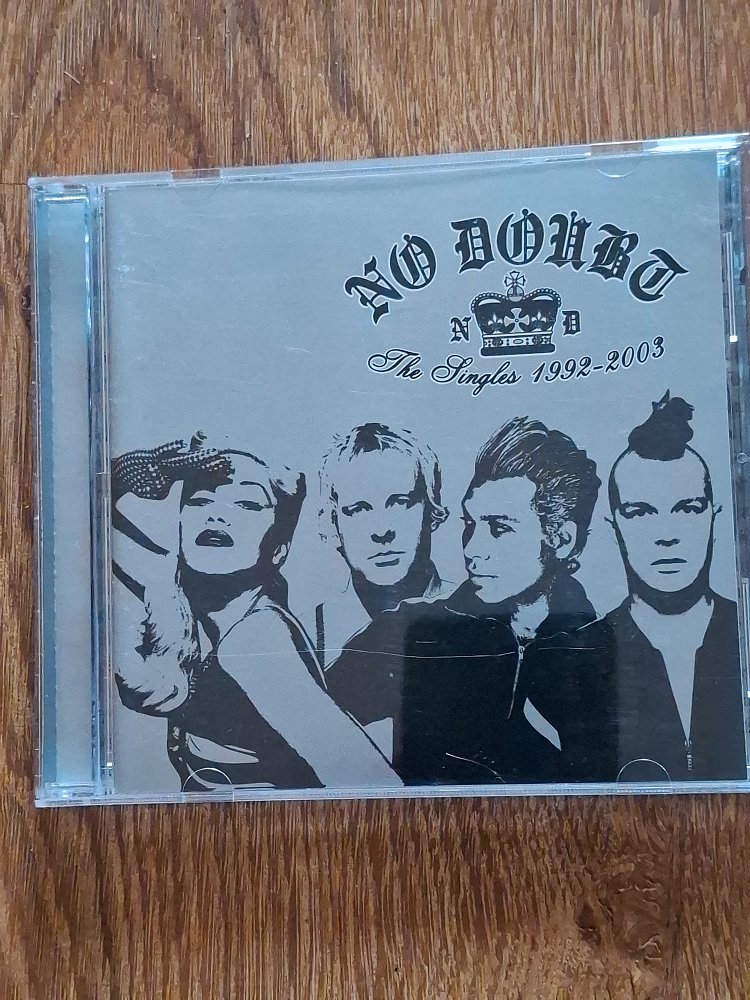 NO DOUBT
N D
The Singles 1992-2003